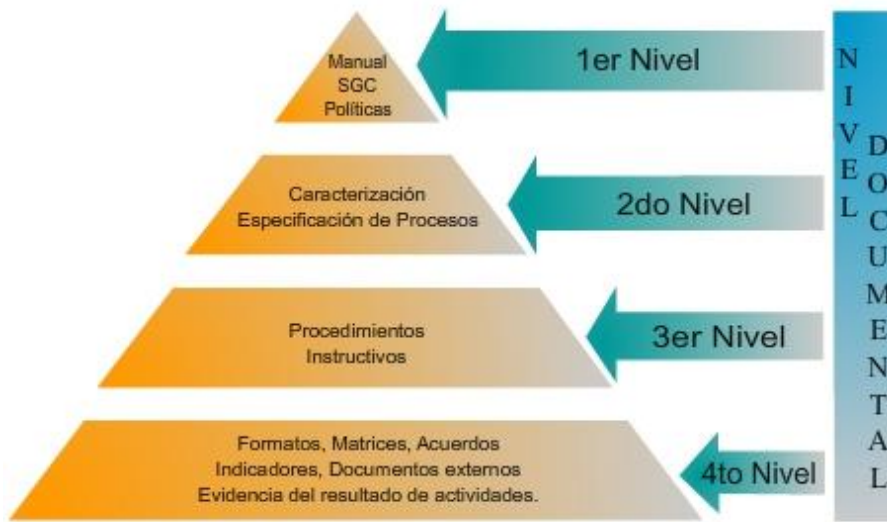 Manual
SGC
Políticas
1er Nivel
Caracterización
Especificación de Procesos
2do Nivel
Procedimientos
Instructivos
3er Nivel
Formatos, Matrices, Acuerdos
Indicadores, Documentos externos
Evidencia del resultado de actividades.
4to Nivel
NIVEL
DOCUMENTAL